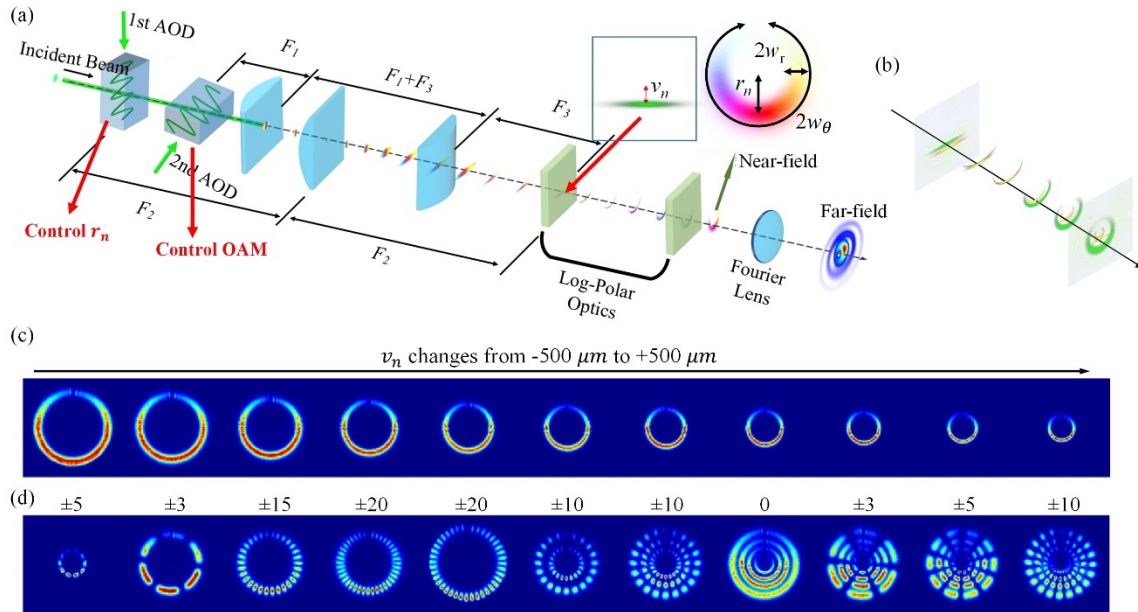 (a)
1st AOD
Incident Beam
2nd AOD
F₂
Control rₙ
Control OAM
F₁
F₁+F₃
F₃
F₂
vₙ
2wᵣ
rₙ
2w_θ
Near-field
Far-field
Fourier
Lens
Log-Polar
Optics
(b)
(c)
vₙ changes from -500 μm to +500 μm
(d)
±5 ±3 ±15 ±20 ±20 ±10 ±10 0 ±3 ±5 ±10